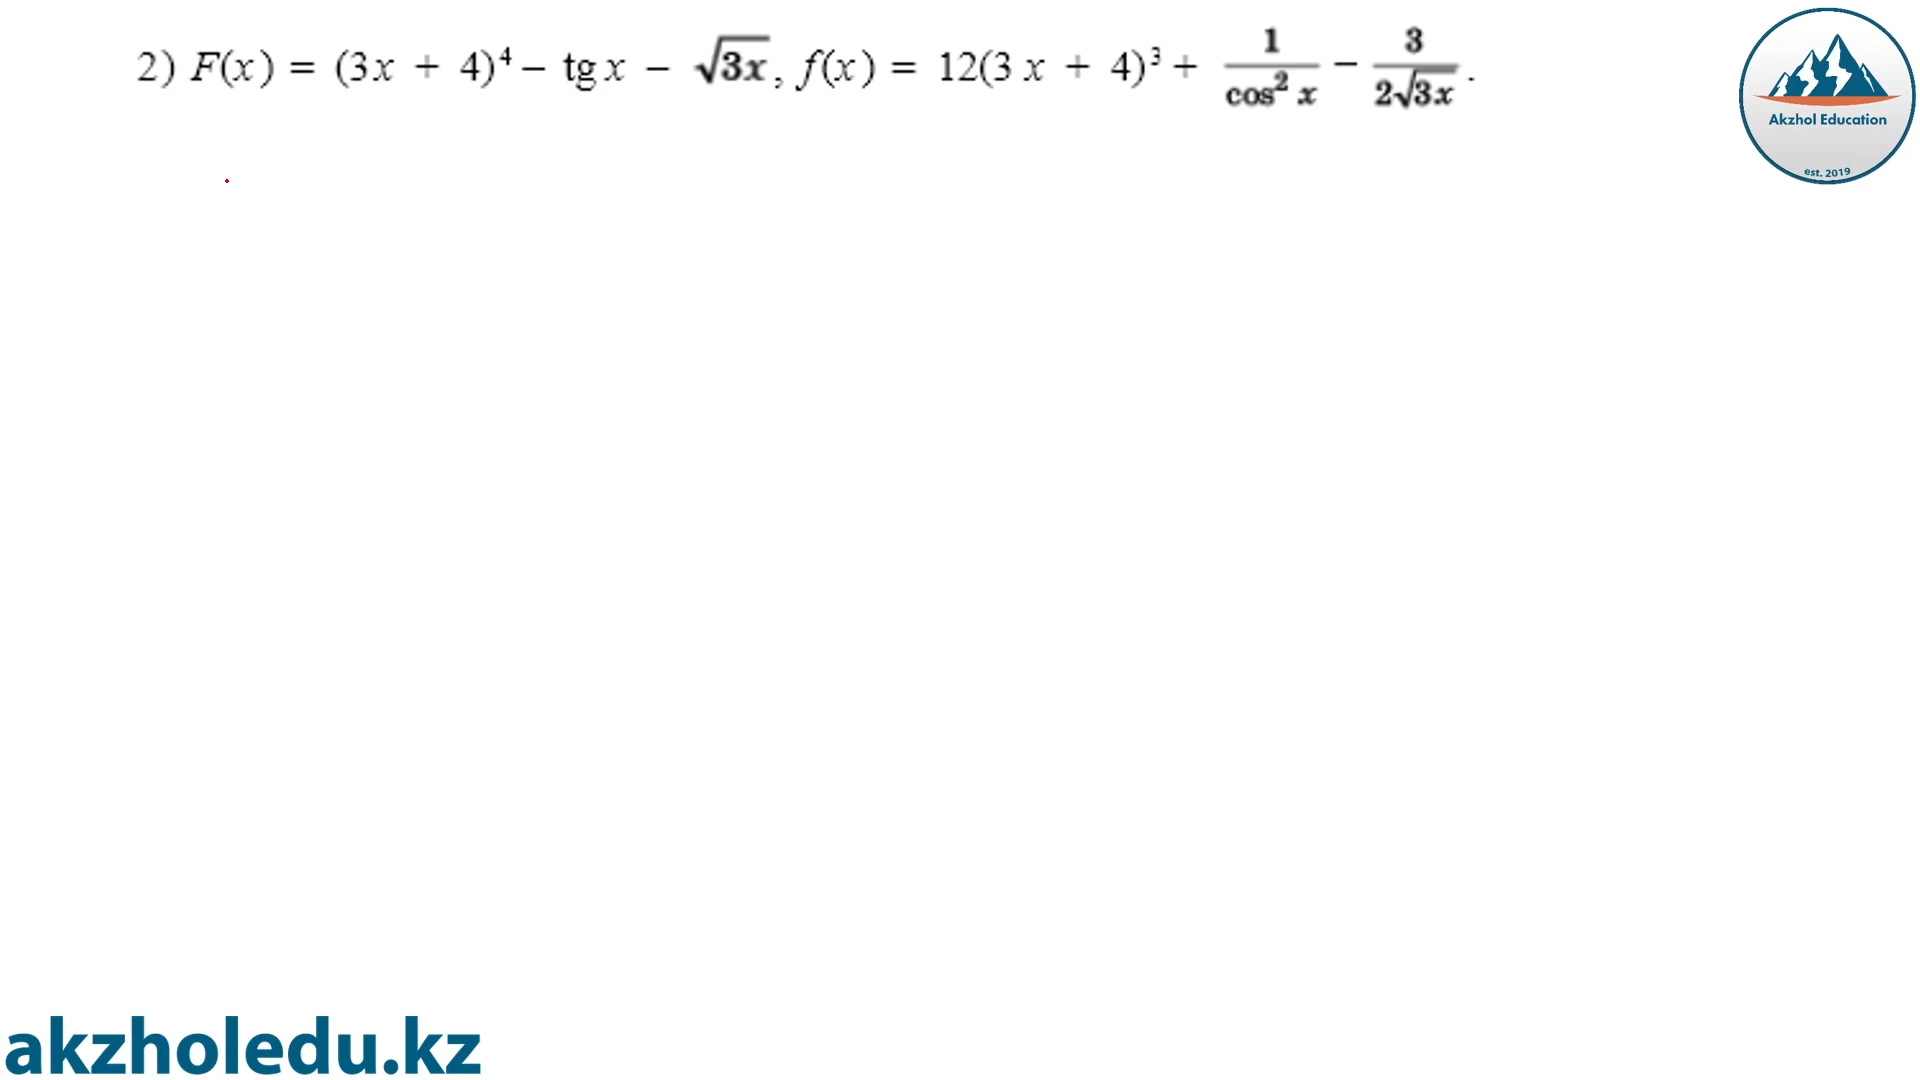 2) F(x) = (3x + 4)⁴ – tg x – √3x, f(x) = 12(3 x + 4)³ + 1/cos² x − 3/2√3x.
Akzhol Education
est. 2019
akzholedu.kz